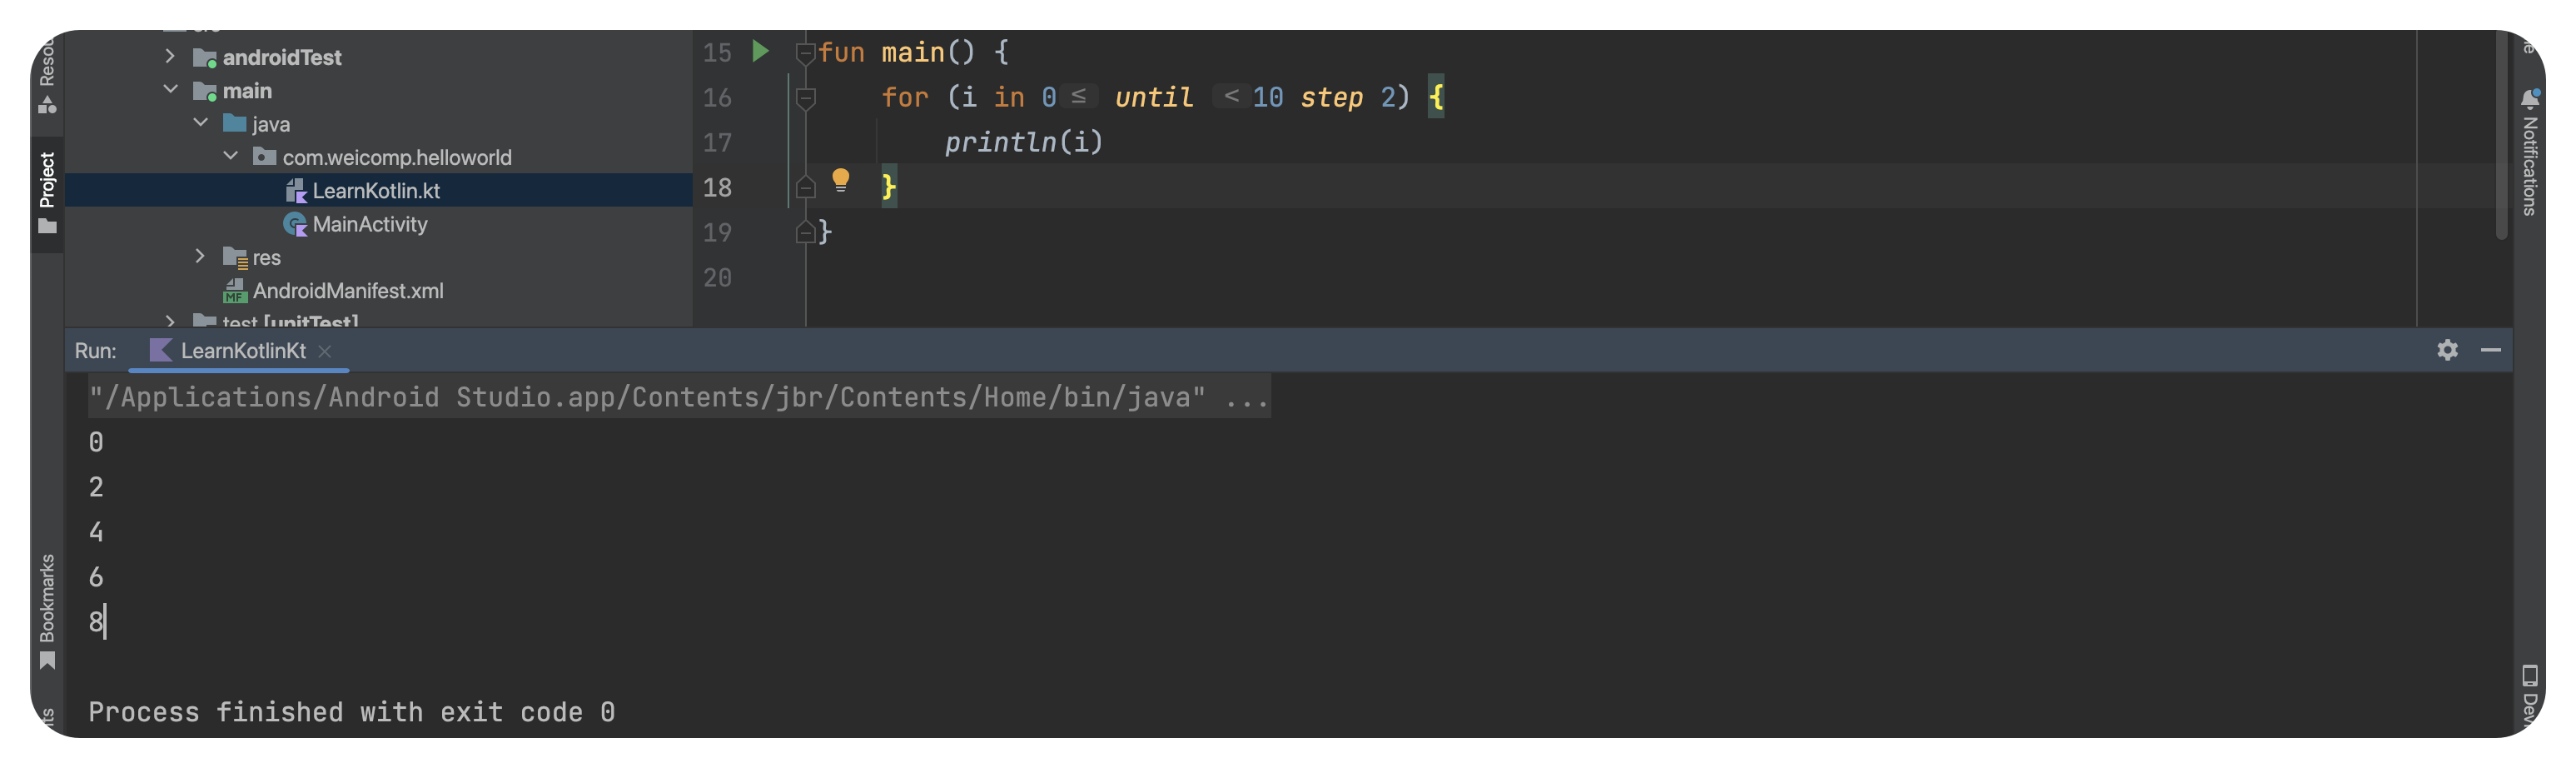 androidTest
main
java
com.weicomp.helloworld
LearnKotlin.kt
MainActivity
res
AndroidManifest.xml
test [unitTest]
Project
Bookmarks
15 fun main() {
16 for (i in 0 ≤ until < 10 step 2) {
17 println(i)
18 }
19 }
20
Notifications
Run: LearnKotlinKt
"/Applications/Android Studio.app/Contents/jbr/Contents/Home/bin/java" ...
0
2
4
6
8
Process finished with exit code 0